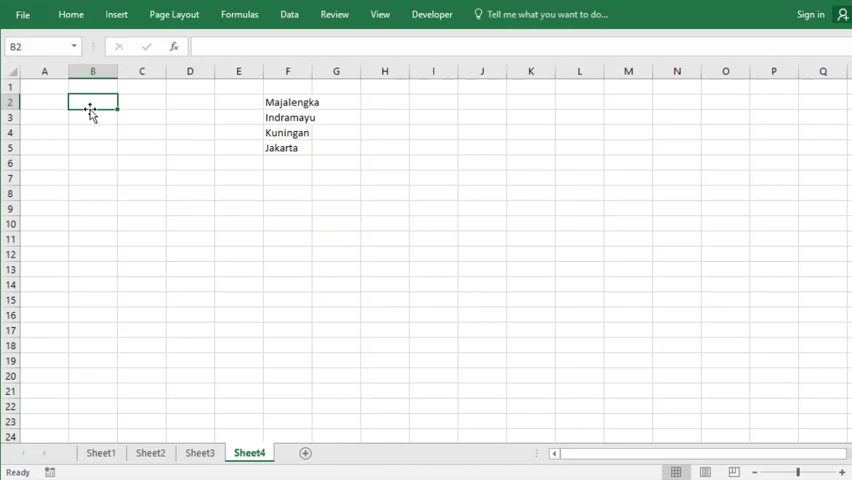 File Home Insert Page Layout Formulas Data Review View Developer Tell me what you want to do... Sign in
B2
A B C D E F G H I J K L M N O P Q
1
2 Majalengka
3 Indramayu
4 Kuningan
5 Jakarta
6
7
8
9
10
11
12
13
14
15
16
17
18
19
20
21
22
23
24
Sheet1 Sheet2 Sheet3 Sheet4
Ready